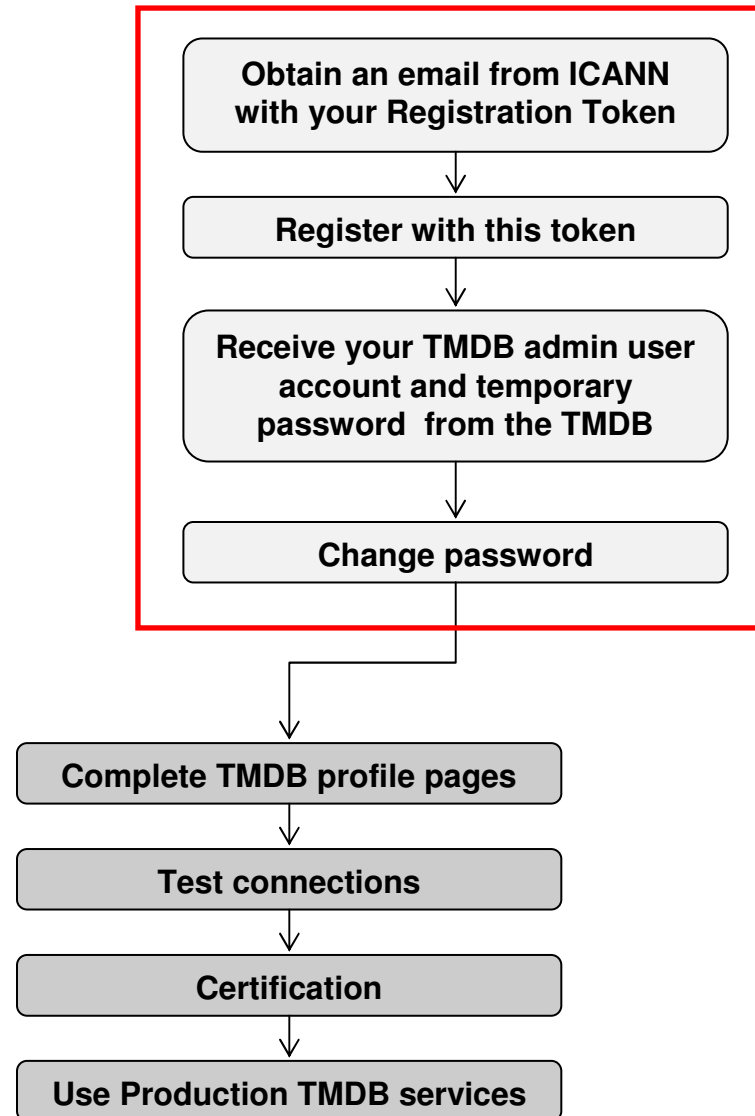 Obtain an email from ICANN
with your Registration Token
Register with this token
Receive your TMDB admin user
account and temporary
password  from the TMDB
Change password
Complete TMDB profile pages
Test connections
Certification
Use Production TMDB services